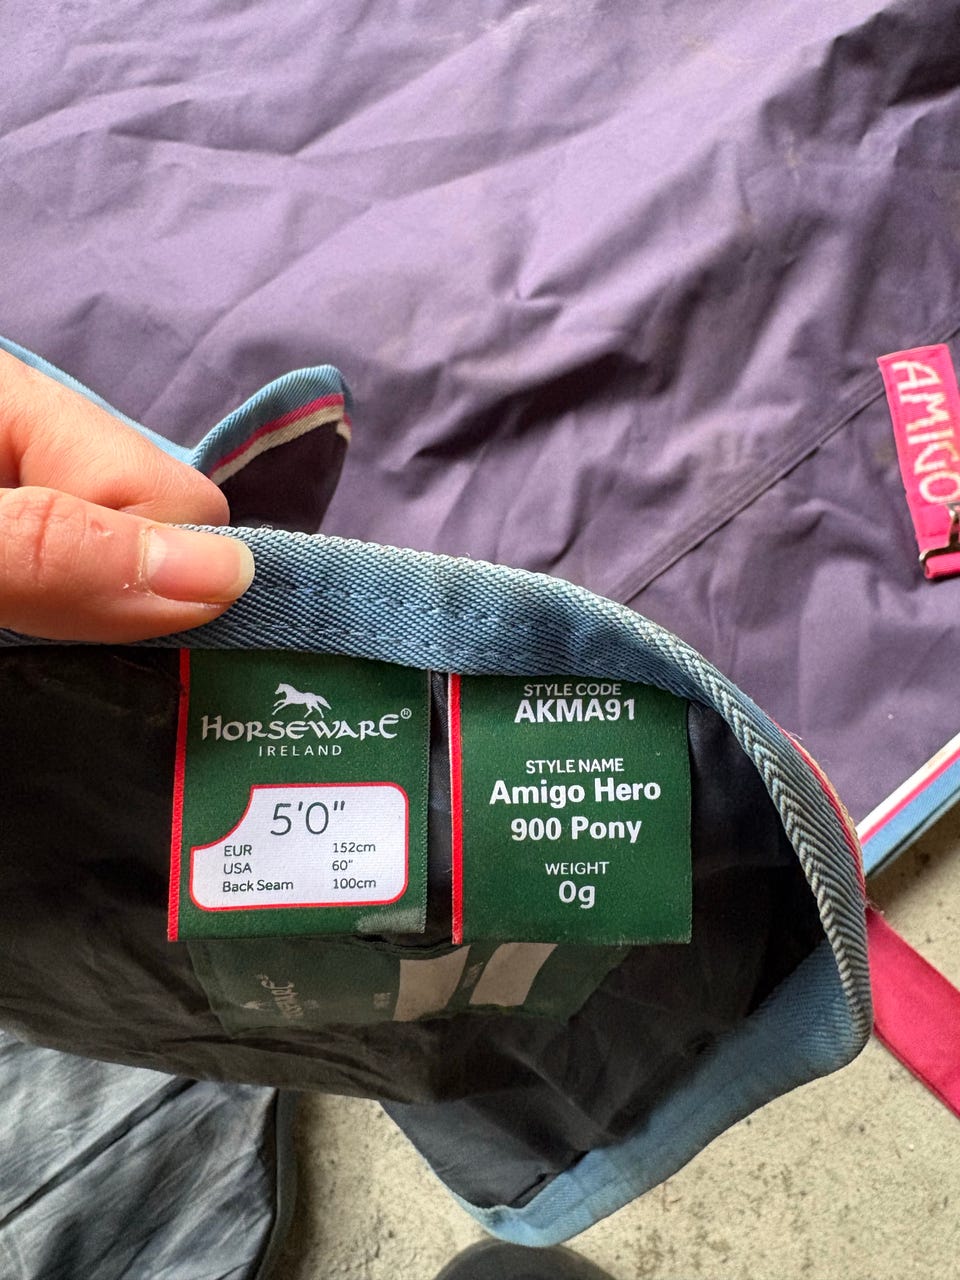 AMIGO
HORSEWARE®
IRELAND
5'0"
EUR 152cm
USA 60"
Back Seam 100cm
STYLE CODE
AKMA91
STYLE NAME
Amigo Hero
900 Pony
WEIGHT
0g